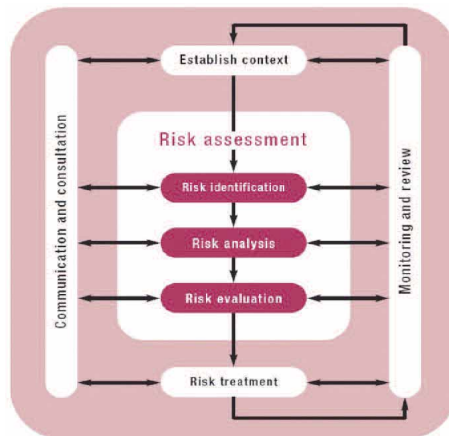 Establish context
Communication and consultation
Risk assessment
Risk identification
Risk analysis
Risk evaluation
Monitoring and review
Risk treatment